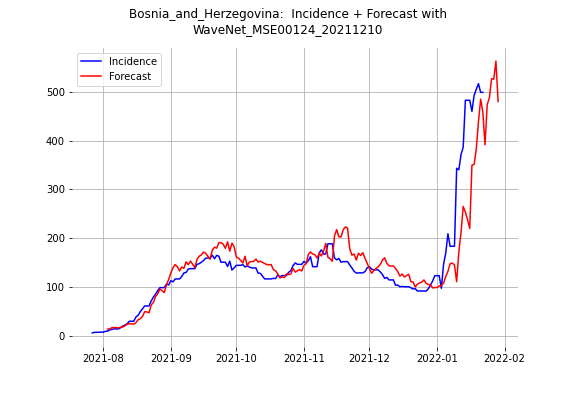 Bosnia_and_Herzegovina:  Incidence + Forecast with
WaveNet_MSE00124_20211210
Incidence
Forecast
500
400
300
200
100
0
2021-08 2021-09 2021-10 2021-11 2021-12 2022-01 2022-02